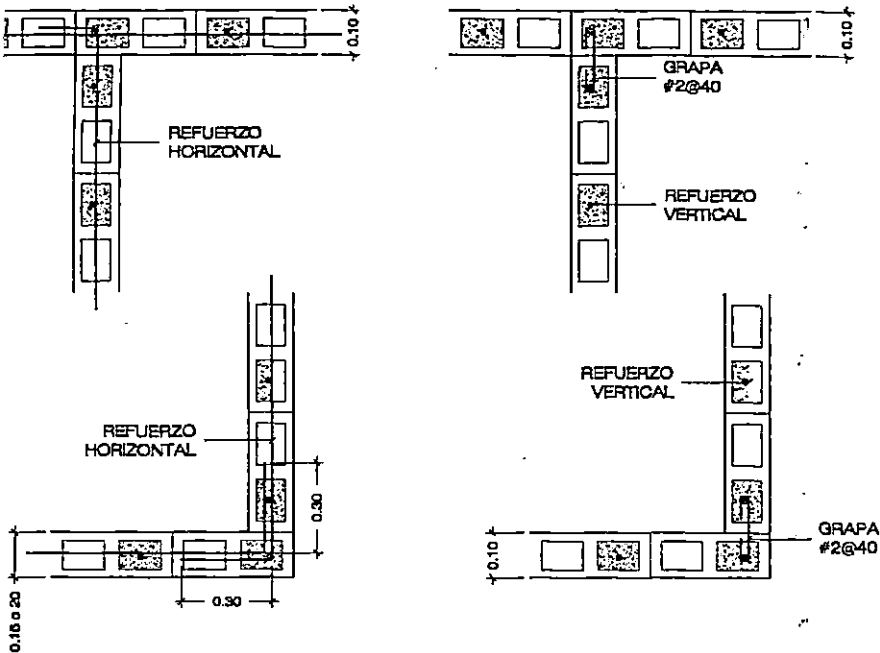 0.10
0.10
GRAPA
#2@40
REFUERZO
HORIZONTAL
REFUERZO
VERTICAL
REFUERZO
VERTICAL
REFUERZO
HORIZONTAL
0.30
GRAPA
#2@40
0.10
0.30
0.15 o 20